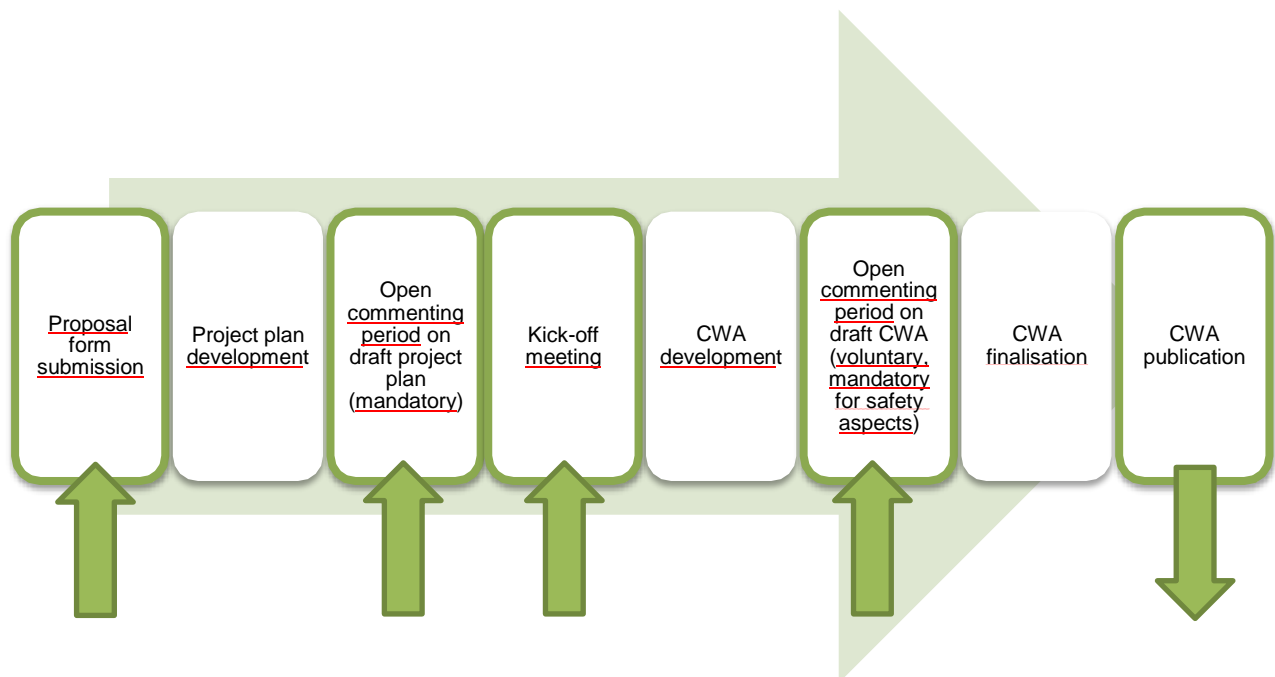 Proposal
form
submission
Project plan
development
Open
commenting
period on
draft project
plan
(mandatory)
Kick-off
meeting
CWA
development
Open
commenting
period on
draft CWA
(voluntary,
mandatory
for safety
aspects)
CWA
finalisation
CWA
publication